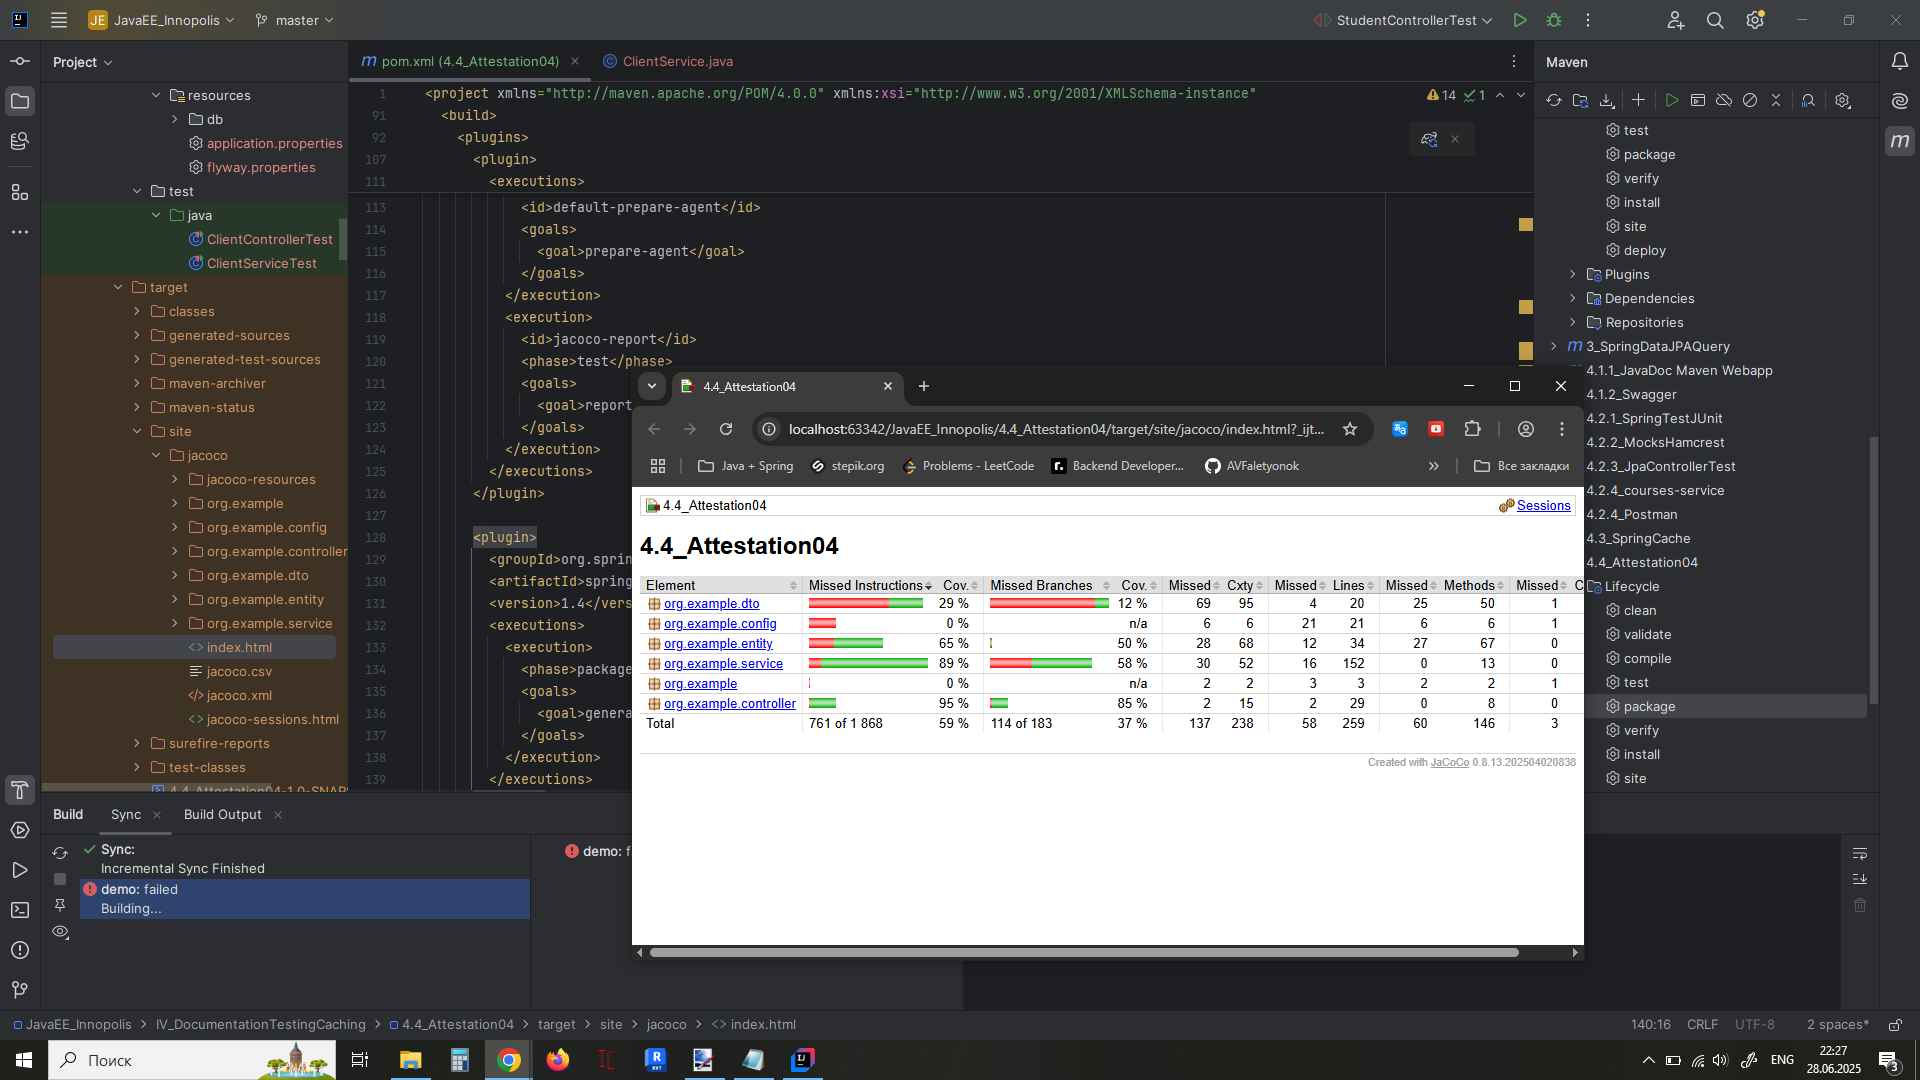 JE JavaEE_Innopolis master StudentControllerTest
Project
resources
db
application.properties
flyway.properties
test
java
ClientControllerTest
ClientServiceTest
target
classes
generated-sources
generated-test-sources
maven-archiver
maven-status
site
jacoco
jacoco-resources
org.example
org.example.config
org.example.controller
org.example.dto
org.example.entity
org.example.service
index.html
jacoco.csv
jacoco.xml
jacoco-sessions.html
surefire-reports
test-classes
4.4_Attestation04-1.0-SNAP
pom.xml (4.4_Attestation04) ClientService.java
14 1
1 <project xmlns="http://maven.apache.org/POM/4.0.0" xmlns:xsi="http://www.w3.org/2001/XMLSchema-instance"
91 <build>
92 <plugins>
107 <plugin>
111 <executions>
113 <id>default-prepare-agent</id>
114 <goals>
115 <goal>prepare-agent</goal>
116 </goals>
117 </execution>
118 <execution>
119 <id>jacoco-report</id>
120 <phase>test</phase>
121 <goals>
122 <goal>report
123 </goals>
124 </execution>
125 </executions>
126 </plugin>
127
128 <plugin>
129 <groupId>org.sprin
130 <artifactId>spring
131 <version>1.4</vers
132 <executions>
133 <execution>
134 <phase>package
135 <goals>
136 <goal>genera
137 </goals>
138 </execution>
139 </executions>
4.4_Attestation04
localhost:63342/JavaEE_Innopolis/4.4_Attestation04/target/site/jacoco/index.html?_ijt...
Java + Spring stepik.org Problems - LeetCode Backend Developer... AVFaletyonok » Все закладки
4.4_Attestation04 Sessions
4.4_Attestation04
Element Missed Instructions Cov. Missed Branches Cov. Missed Cxty Missed Lines Missed Methods Missed C
org.example.dto 29 % 12 % 69 95 4 20 25 50 1
org.example.config 0 % n/a 6 6 21 21 6 6 1
org.example.entity 65 % 50 % 28 68 12 34 27 67 0
org.example.service 89 % 58 % 30 52 16 152 0 13 0
org.example 0 % n/a 2 2 3 3 2 2 1
org.example.controller 95 % 85 % 2 15 2 29 0 8 0
Total 761 of 1 868 59 % 114 of 183 37 % 137 238 58 259 60 146 3
Created with JaCoCo 0.8.13.202504020838
Maven
test
package
verify
install
site
deploy
Plugins
Dependencies
Repositories
3_SpringDataJPAQuery
4.1.1_JavaDoc Maven Webapp
4.1.2_Swagger
4.2.1_SpringTestJUnit
4.2.2_MocksHamcrest
4.2.3_JpaControllerTest
4.2.4_courses-service
4.2.4_Postman
4.3_SpringCache
4.4_Attestation04
Lifecycle
clean
validate
compile
test
package
verify
install
site
Build Sync Build Output
Sync:
Incremental Sync Finished
demo: failed
Building...
demo: f
JavaEE_Innopolis > IV_DocumentationTestingCaching > 4.4_Attestation04 > target > site > jacoco > index.html
140:16 CRLF UTF-8 2 spaces*
Поиск
ENG
22:27
28.06.2025
3